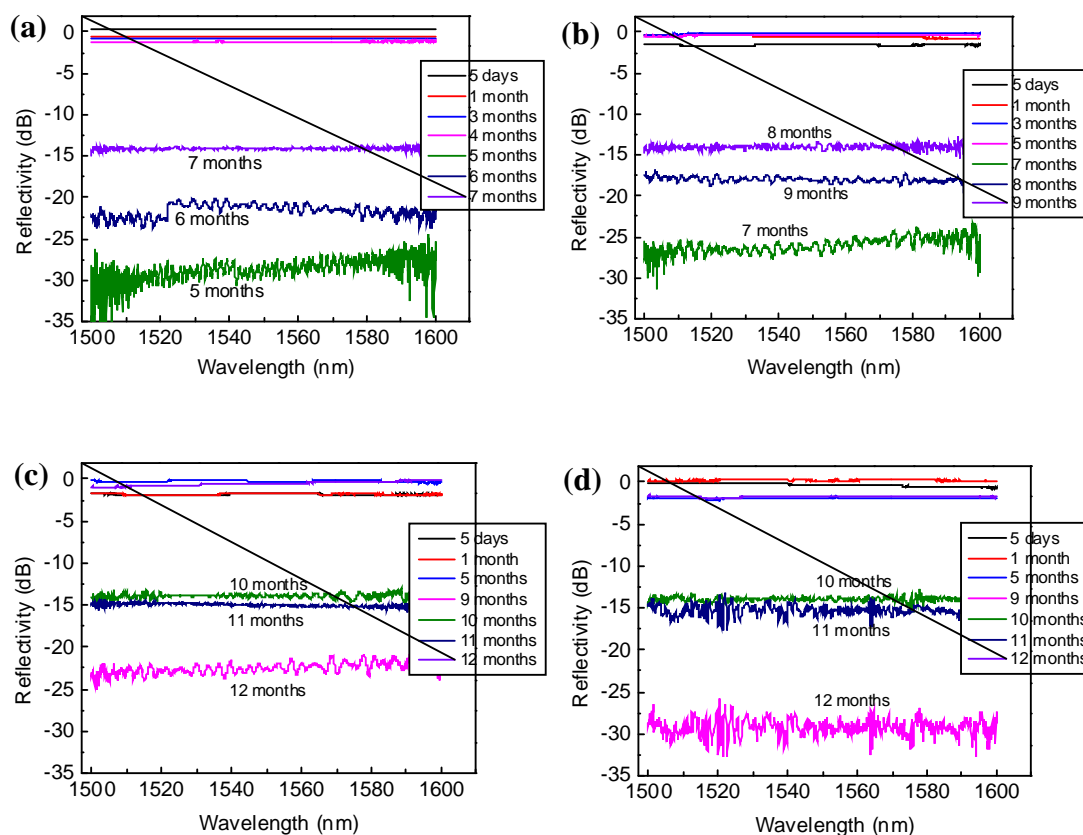 (a)
0
-5
-10
-15
-20
-25
-30
-35
Reflectivity (dB)
1500 1520 1540 1560 1580 1600
Wavelength (nm)
5 days
1 month
3 months
4 months
5 months
6 months
7 months
7 months
6 months
5 months
(b)
0
-5
-10
-15
-20
-25
-30
-35
Reflectivity (dB)
1500 1520 1540 1560 1580 1600
Wavelength (nm)
5 days
1 month
3 months
5 months
7 months
8 months
9 months
8 months
9 months
7 months
(c)
0
-5
-10
-15
-20
-25
-30
-35
Reflectivity (dB)
1500 1520 1540 1560 1580 1600
Wavelength (nm)
5 days
1 month
5 months
9 months
10 months
11 months
12 months
10 months
11 months
12 months
(d)
0
-5
-10
-15
-20
-25
-30
-35
Reflectivity (dB)
1500 1520 1540 1560 1580 1600
Wavelength (nm)
5 days
1 month
5 months
9 months
10 months
11 months
12 months
10 months
11 months
12 months